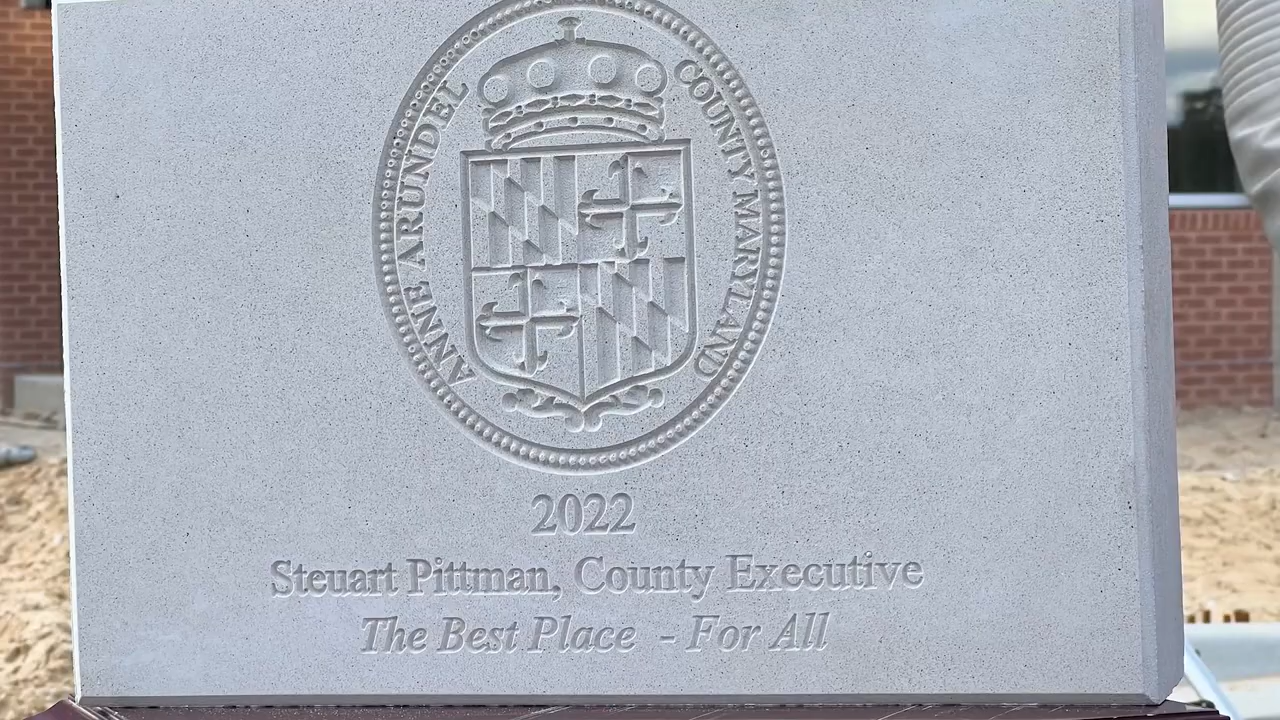 ANNE ARUNDEL
COUNTY MARYLAND
2022
Steuart Pittman, County Executive
The Best Place - For All